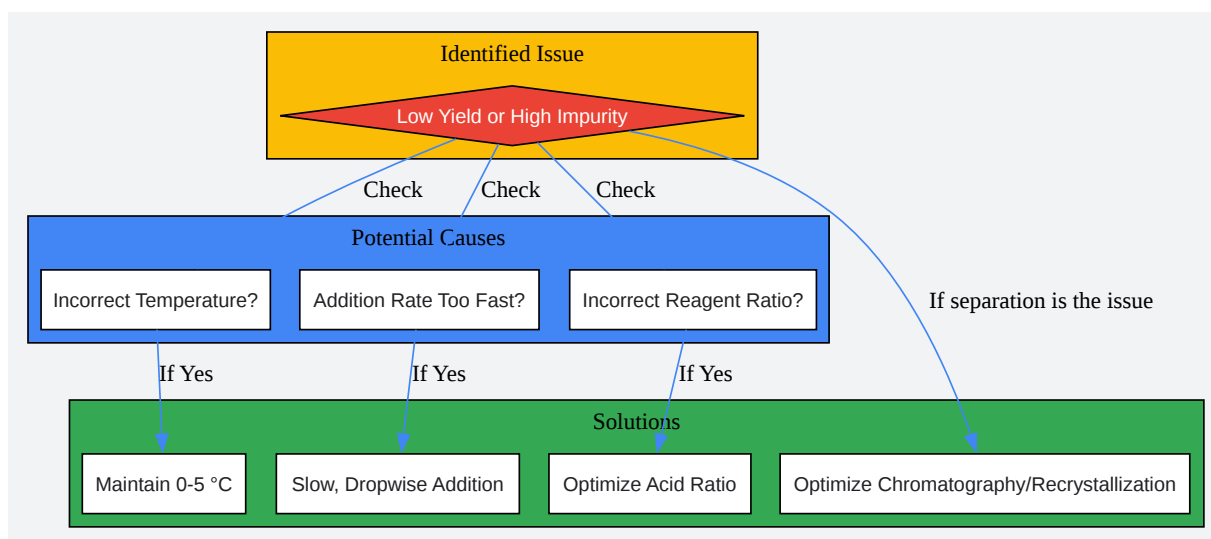 Identified Issue
Low Yield or High Impurity
Check
Check
Check
Potential Causes
Incorrect Temperature?
Addition Rate Too Fast?
Incorrect Reagent Ratio?
If separation is the issue
If Yes
If Yes
If Yes
Solutions
Maintain 0-5 °C
Slow, Dropwise Addition
Optimize Acid Ratio
Optimize Chromatography/Recrystallization